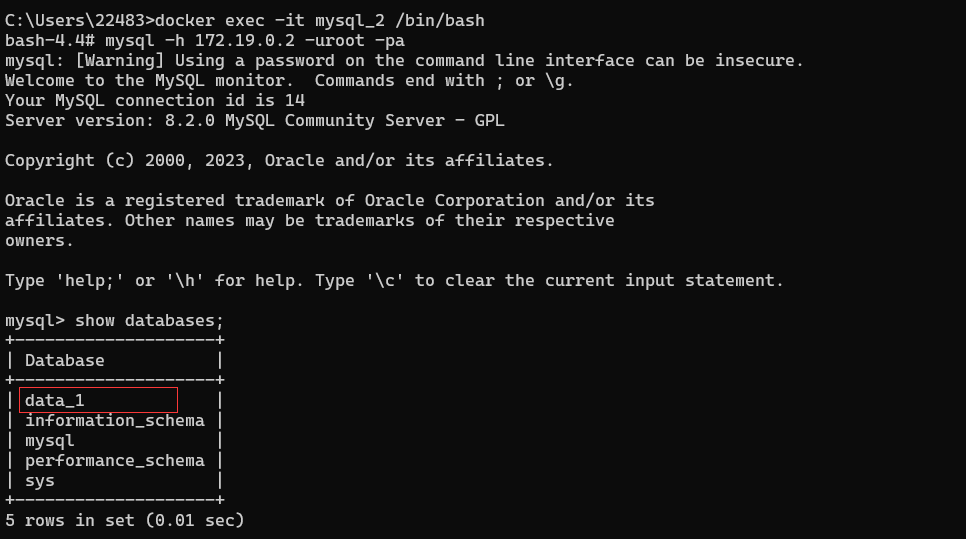 C:\Users\22483>docker exec -it mysql_2 /bin/bash
bash-4.4# mysql -h 172.19.0.2 -uroot -pa
mysql: [Warning] Using a password on the command line interface can be insecure.
Welcome to the MySQL monitor.  Commands end with ; or \g.
Your MySQL connection id is 14
Server version: 8.2.0 MySQL Community Server - GPL

Copyright (c) 2000, 2023, Oracle and/or its affiliates.

Oracle is a registered trademark of Oracle Corporation and/or its
affiliates. Other names may be trademarks of their respective
owners.

Type 'help;' or '\h' for help. Type '\c' to clear the current input statement.

mysql> show databases;
+--------------------+
| Database           |
+--------------------+
| data_1             |
| information_schema |
| mysql              |
| performance_schema |
| sys                |
+--------------------+
5 rows in set (0.01 sec)